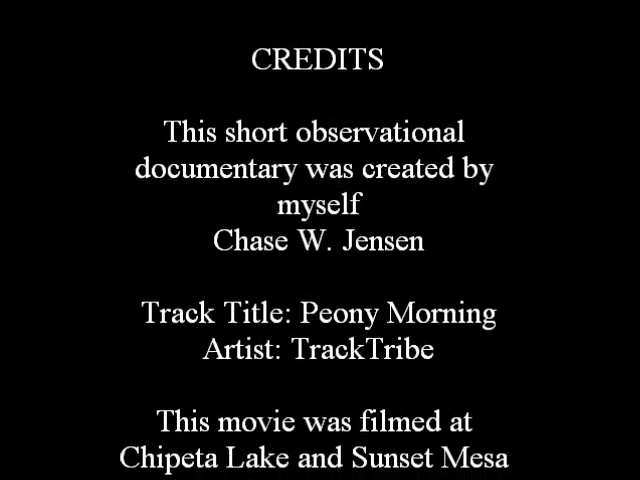 CREDITS
This short observational
documentary was created by
myself
Chase W. Jensen
Track Title: Peony Morning
Artist: TrackTribe
This movie was filmed at
Chipeta Lake and Sunset Mesa